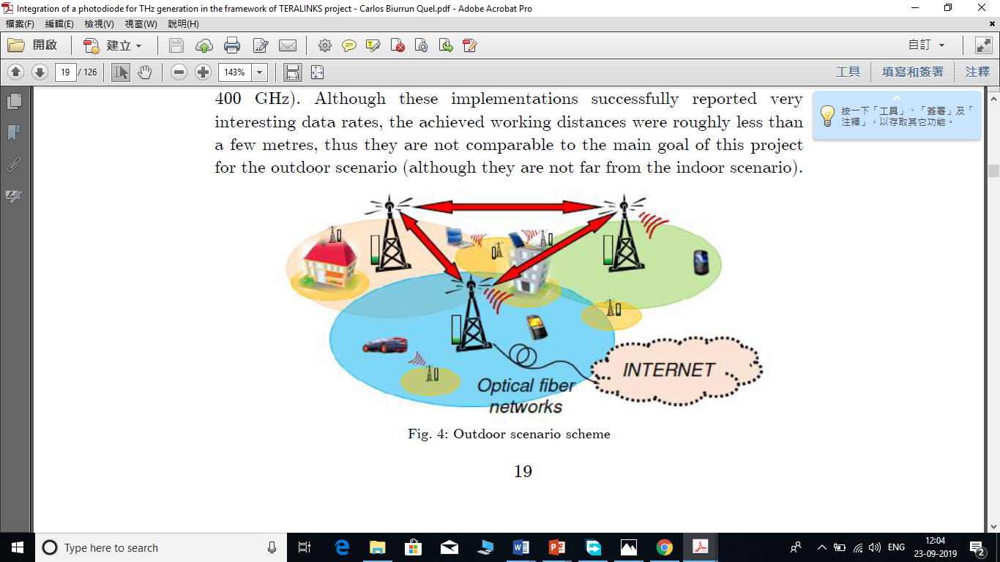 Integration of a photodiode for THz generation in the framework of TERALINKS project - Carlos Biurrun Quel.pdf - Adobe Acrobat Pro
檔案(F) 編輯(E) 檢視(V) 視窗(W) 說明(H)
開啟 建立 自訂
19 / 126 143% 工具 填寫和簽署 注釋
400 GHz). Although these implementations successfully reported very
interesting data rates, the achieved working distances were roughly less than
a few metres, thus they are not comparable to the main goal of this project
for the outdoor scenario (although they are not far from the indoor scenario).
按一下「工具」、「簽署」及「
注釋」，以存取其它功能。
INTERNET
Optical fiber
networks
Fig. 4: Outdoor scenario scheme
19
Type here to search
ENG
12:04
23-09-2019
2